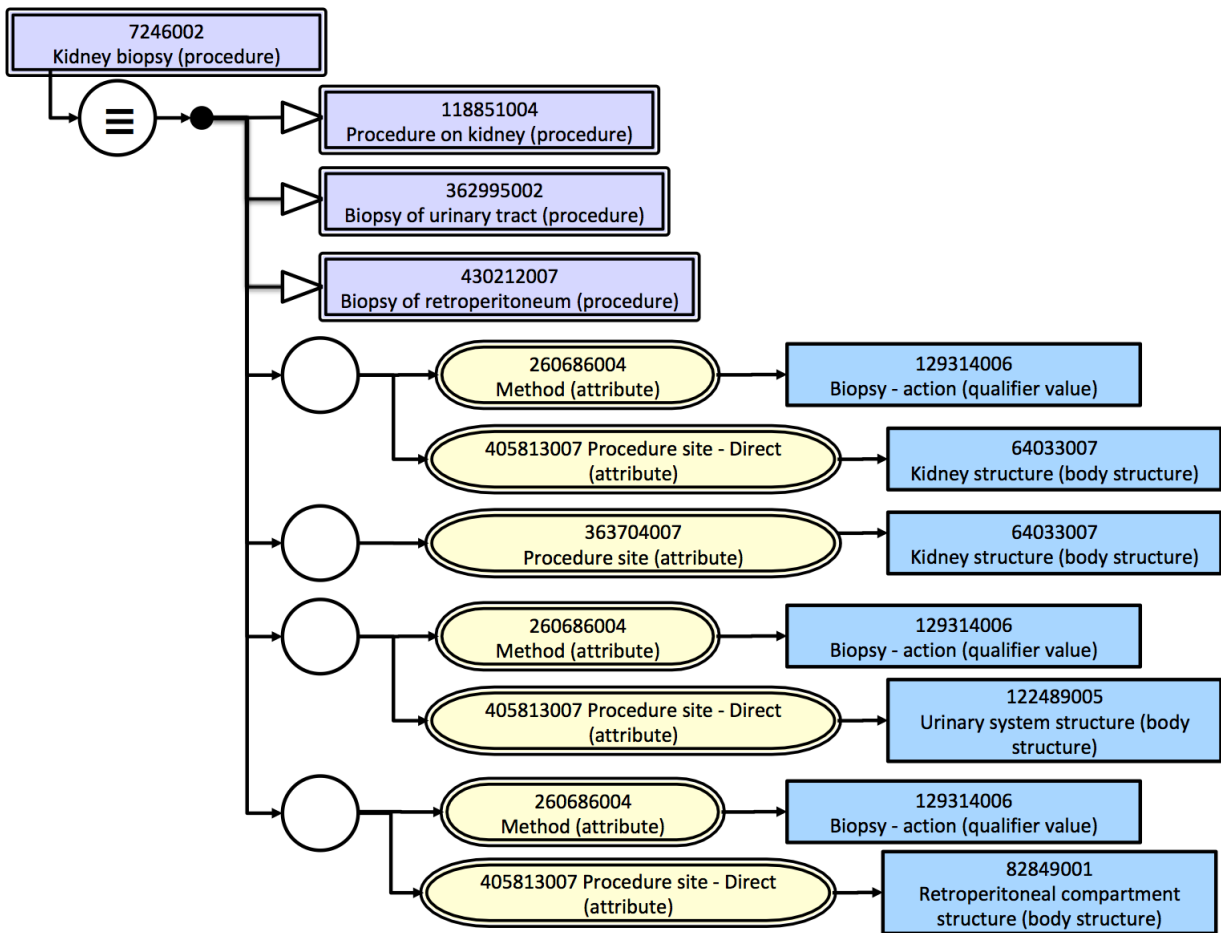 7246002
Kidney biopsy (procedure)
118851004
Procedure on kidney (procedure)
362995002
Biopsy of urinary tract (procedure)
430212007
Biopsy of retroperitoneum (procedure)
260686004
Method (attribute)
129314006
Biopsy - action (qualifier value)
405813007 Procedure site - Direct
(attribute)
64033007
Kidney structure (body structure)
363704007
Procedure site (attribute)
64033007
Kidney structure (body structure)
260686004
Method (attribute)
129314006
Biopsy - action (qualifier value)
405813007 Procedure site - Direct
(attribute)
122489005
Urinary system structure (body
structure)
260686004
Method (attribute)
129314006
Biopsy - action (qualifier value)
405813007 Procedure site - Direct
(attribute)
82849001
Retroperitoneal compartment
structure (body structure)